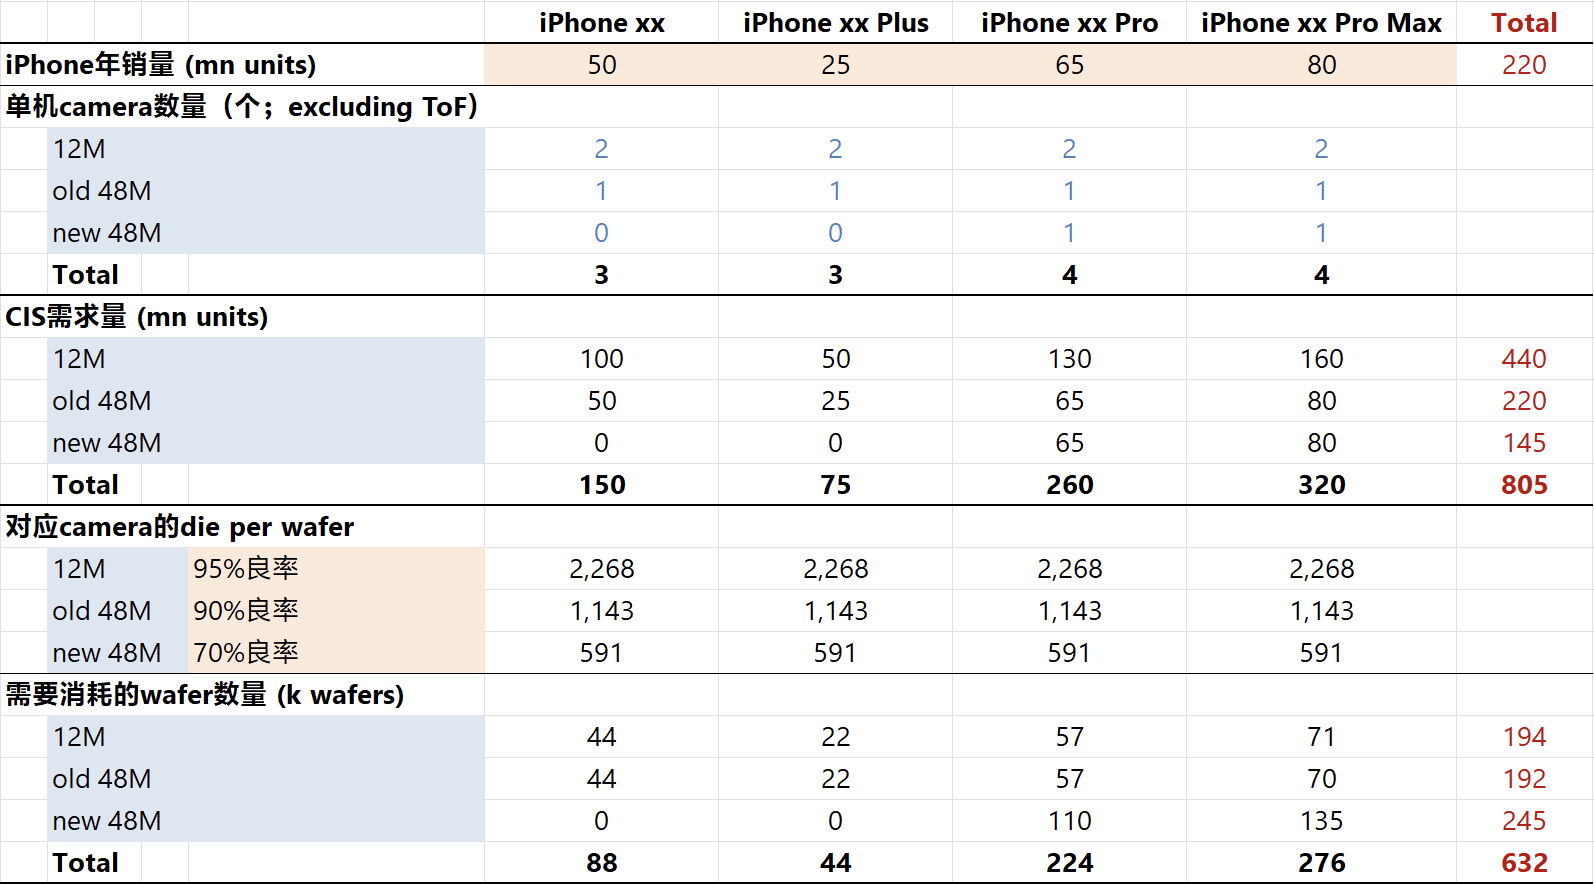 iPhone xx iPhone xx Plus iPhone xx Pro iPhone xx Pro Max Total
iPhone年销量 (mn units) 50 25 65 80 220
单机camera数量（个；excluding ToF）
12M 2 2 2 2
old 48M 1 1 1 1
new 48M 0 0 1 1
Total 3 3 4 4
CIS需求量 (mn units)
12M 100 50 130 160 440
old 48M 50 25 65 80 220
new 48M 0 0 65 80 145
Total 150 75 260 320 805
对应camera的die per wafer
12M 95%良率 2,268 2,268 2,268 2,268
old 48M 90%良率 1,143 1,143 1,143 1,143
new 48M 70%良率 591 591 591 591
需要消耗的wafer数量 (k wafers)
12M 44 22 57 71 194
old 48M 44 22 57 70 192
new 48M 0 0 110 135 245
Total 88 44 224 276 632